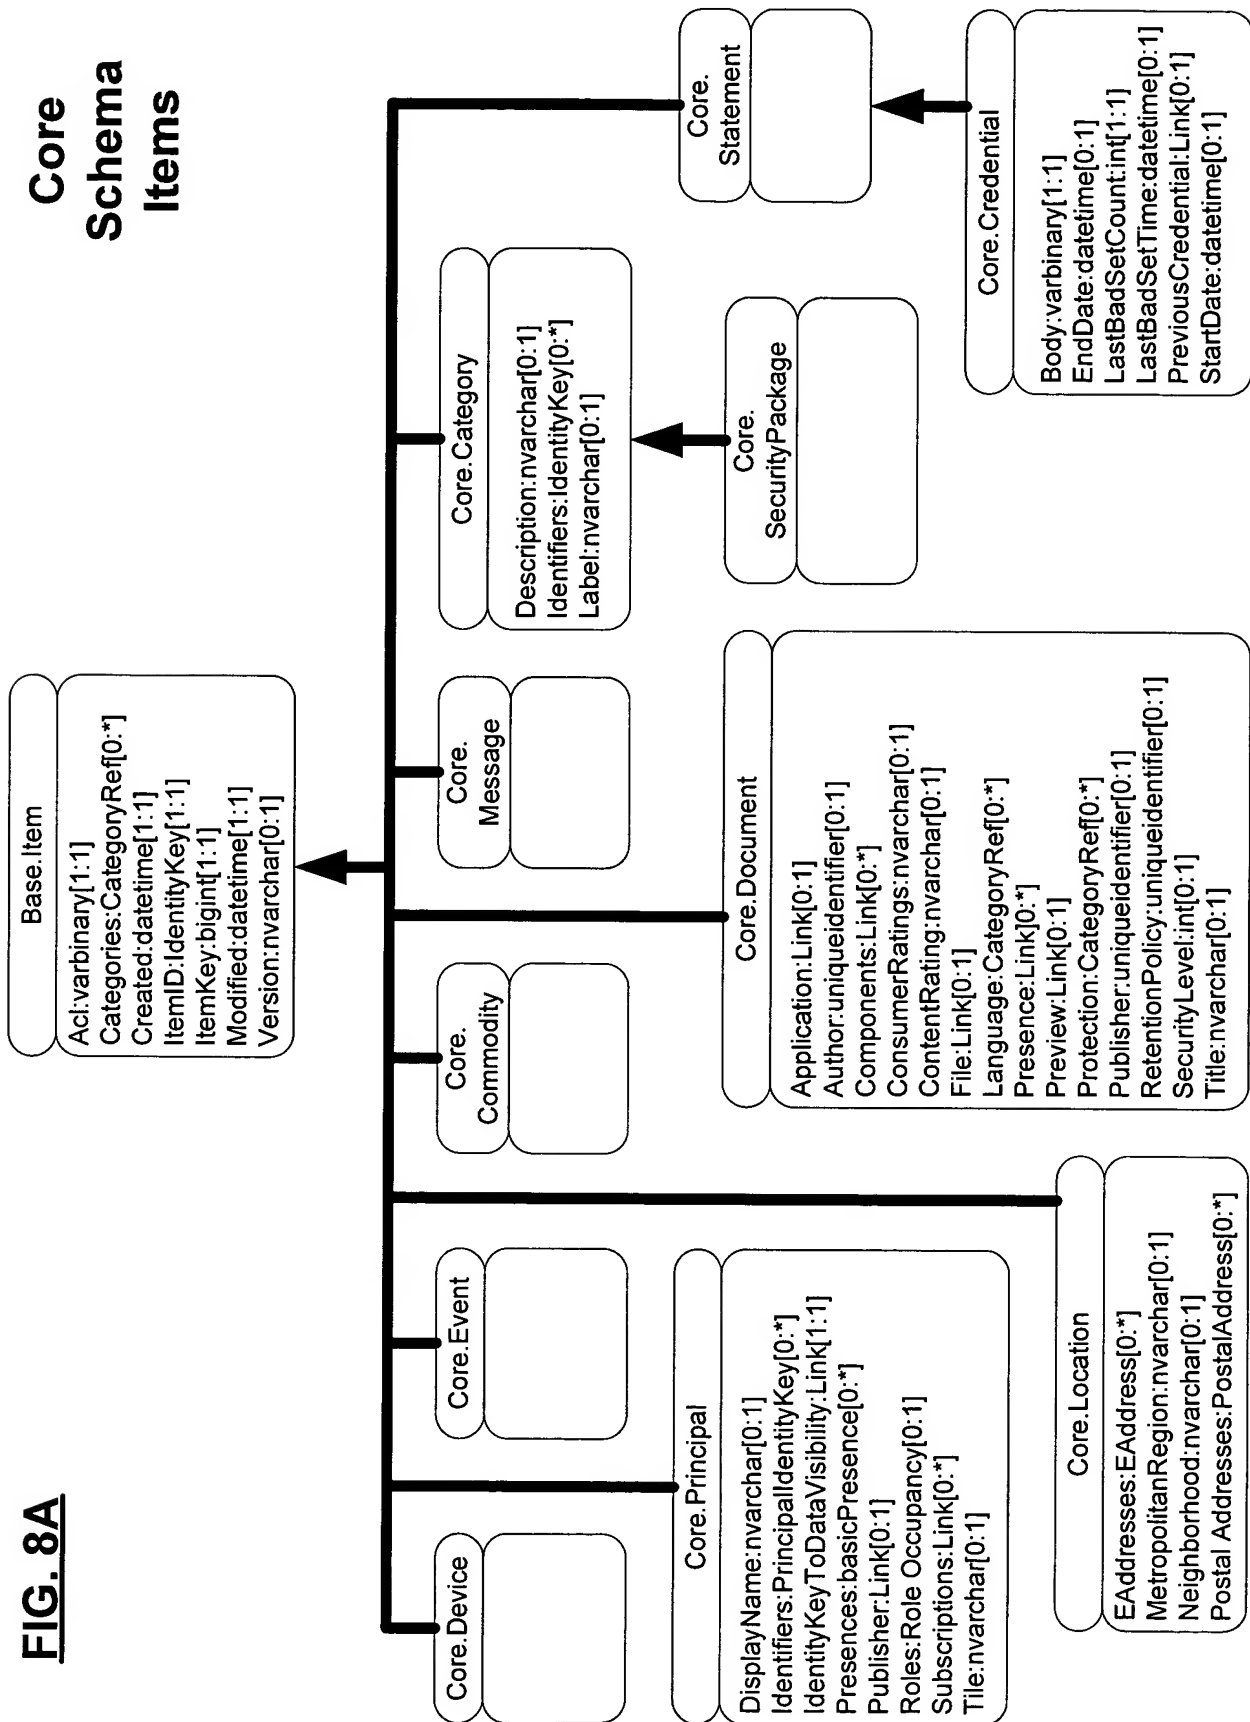 FIG. 8A
Core
Schema
Items
Base.Item
Acl:varbinary[1:1]
Categories:CategoryRef[0:*]
Created:datetime[1:1]
ItemID:IdentityKey[1:1]
ItemKey:bigint[1:1]
Modified:datetime[1:1]
Version:nvarchar[0:1]
Core.Device
Core.Event
Core.
Commodity
Core.
Message
Core.Category
Description:nvarchar[0:1]
Identifiers:IdentityKey[0:*]
Label:nvarchar[0:1]
Core.
Statement
Core.Principal
DisplayName:nvarchar[0:1]
Identifiers:PrincipalIdentityKey[0:*]
IdentityKeyToDataVisibility:Link[1:1]
Presences:basicPresence[0:*]
Publisher:Link[0:1]
Roles:Role Occupancy[0:1]
Subscriptions:Link[0:*]
Tile:nvarchar[0:1]
Core.Document
Application:Link[0:1]
Author:uniqueidentifier[0:1]
Components:Link[0:*]
ConsumerRatings:nvarchar[0:1]
ContentRating:nvarchar[0:1]
File:Link[0:1]
Language:CategoryRef[0:*]
Presence:Link[0:*]
Preview:Link[0:1]
Protection:CategoryRef[0:*]
Publisher:uniqueidentifier[0:1]
RetentionPolicy:uniqueidentifier[0:1]
SecurityLevel:int[0:1]
Title:nvarchar[0:1]
Core.
SecurityPackage
Core.Credential
Body:varbinary[1:1]
EndDate:datetime[0:1]
LastBadSetCount:int[1:1]
LastBadSetTime:datetime[0:1]
PreviousCredential:Link[0:1]
StartDate:datetime[0:1]
Core.Location
EAddresses:EAddress[0:*]
MetropolitanRegion:nvarchar[0:1]
Neighborhood:nvarchar[0:1]
Postal Addresses:PostalAddress[0:*]